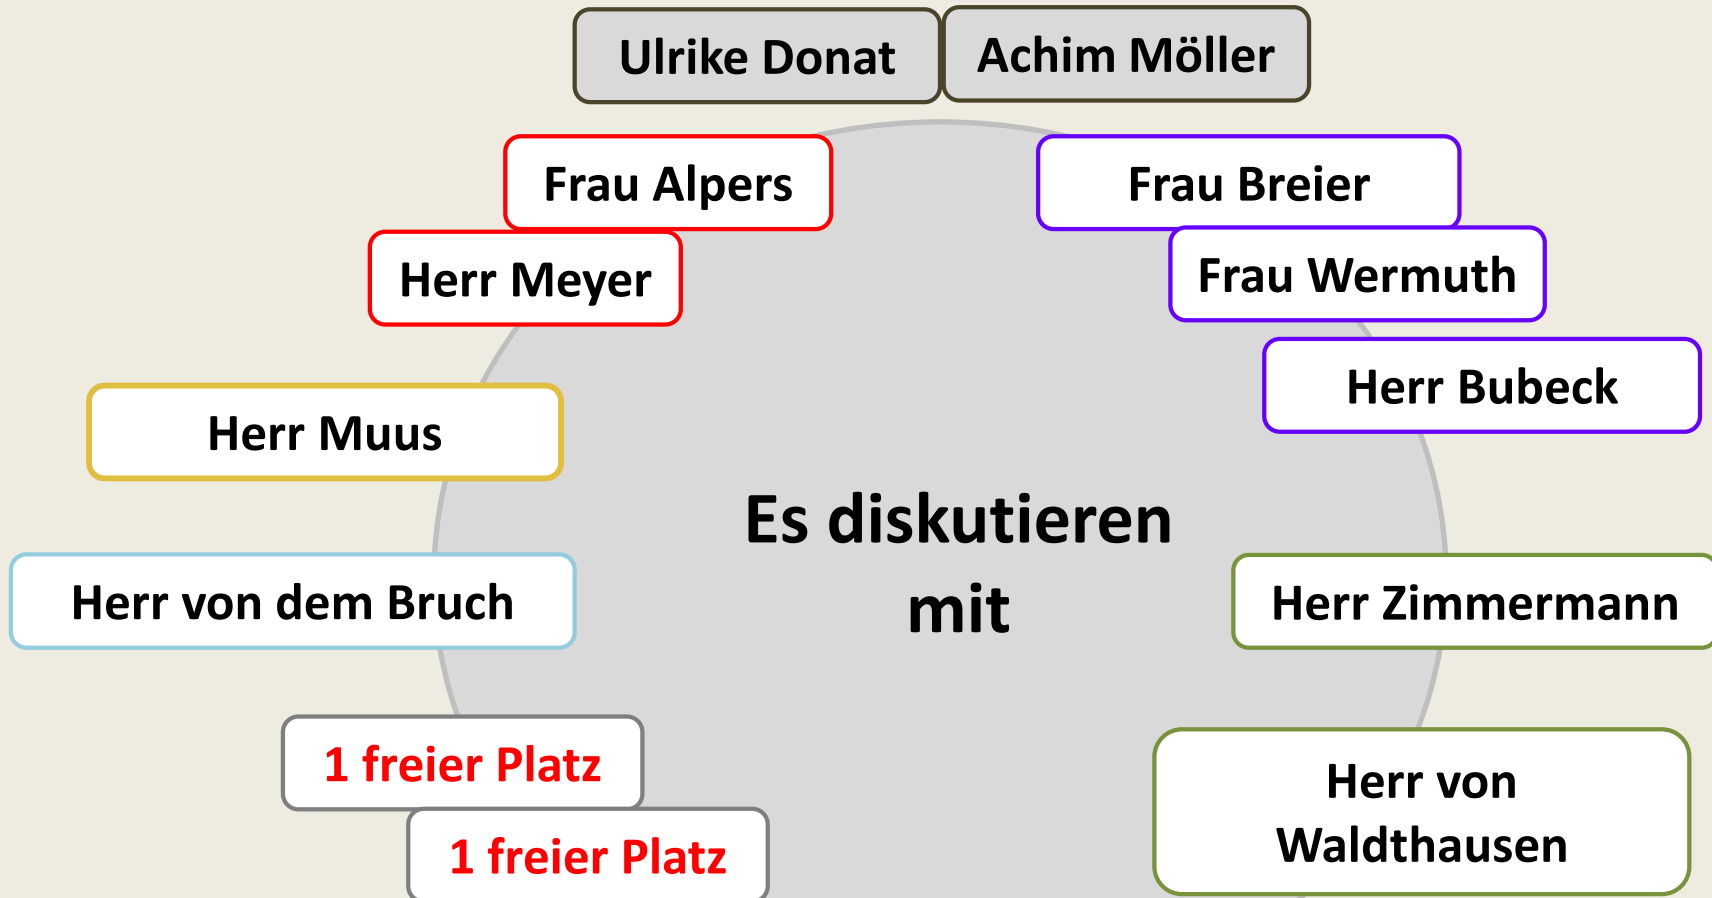 Ulrike Donat
Achim Möller
Frau Alpers
Frau Breier
Herr Meyer
Frau Wermuth
Herr Bubeck
Herr Muus
Es diskutieren
mit
Herr von dem Bruch
Herr Zimmermann
1 freier Platz
1 freier Platz
Herr von
Waldthausen